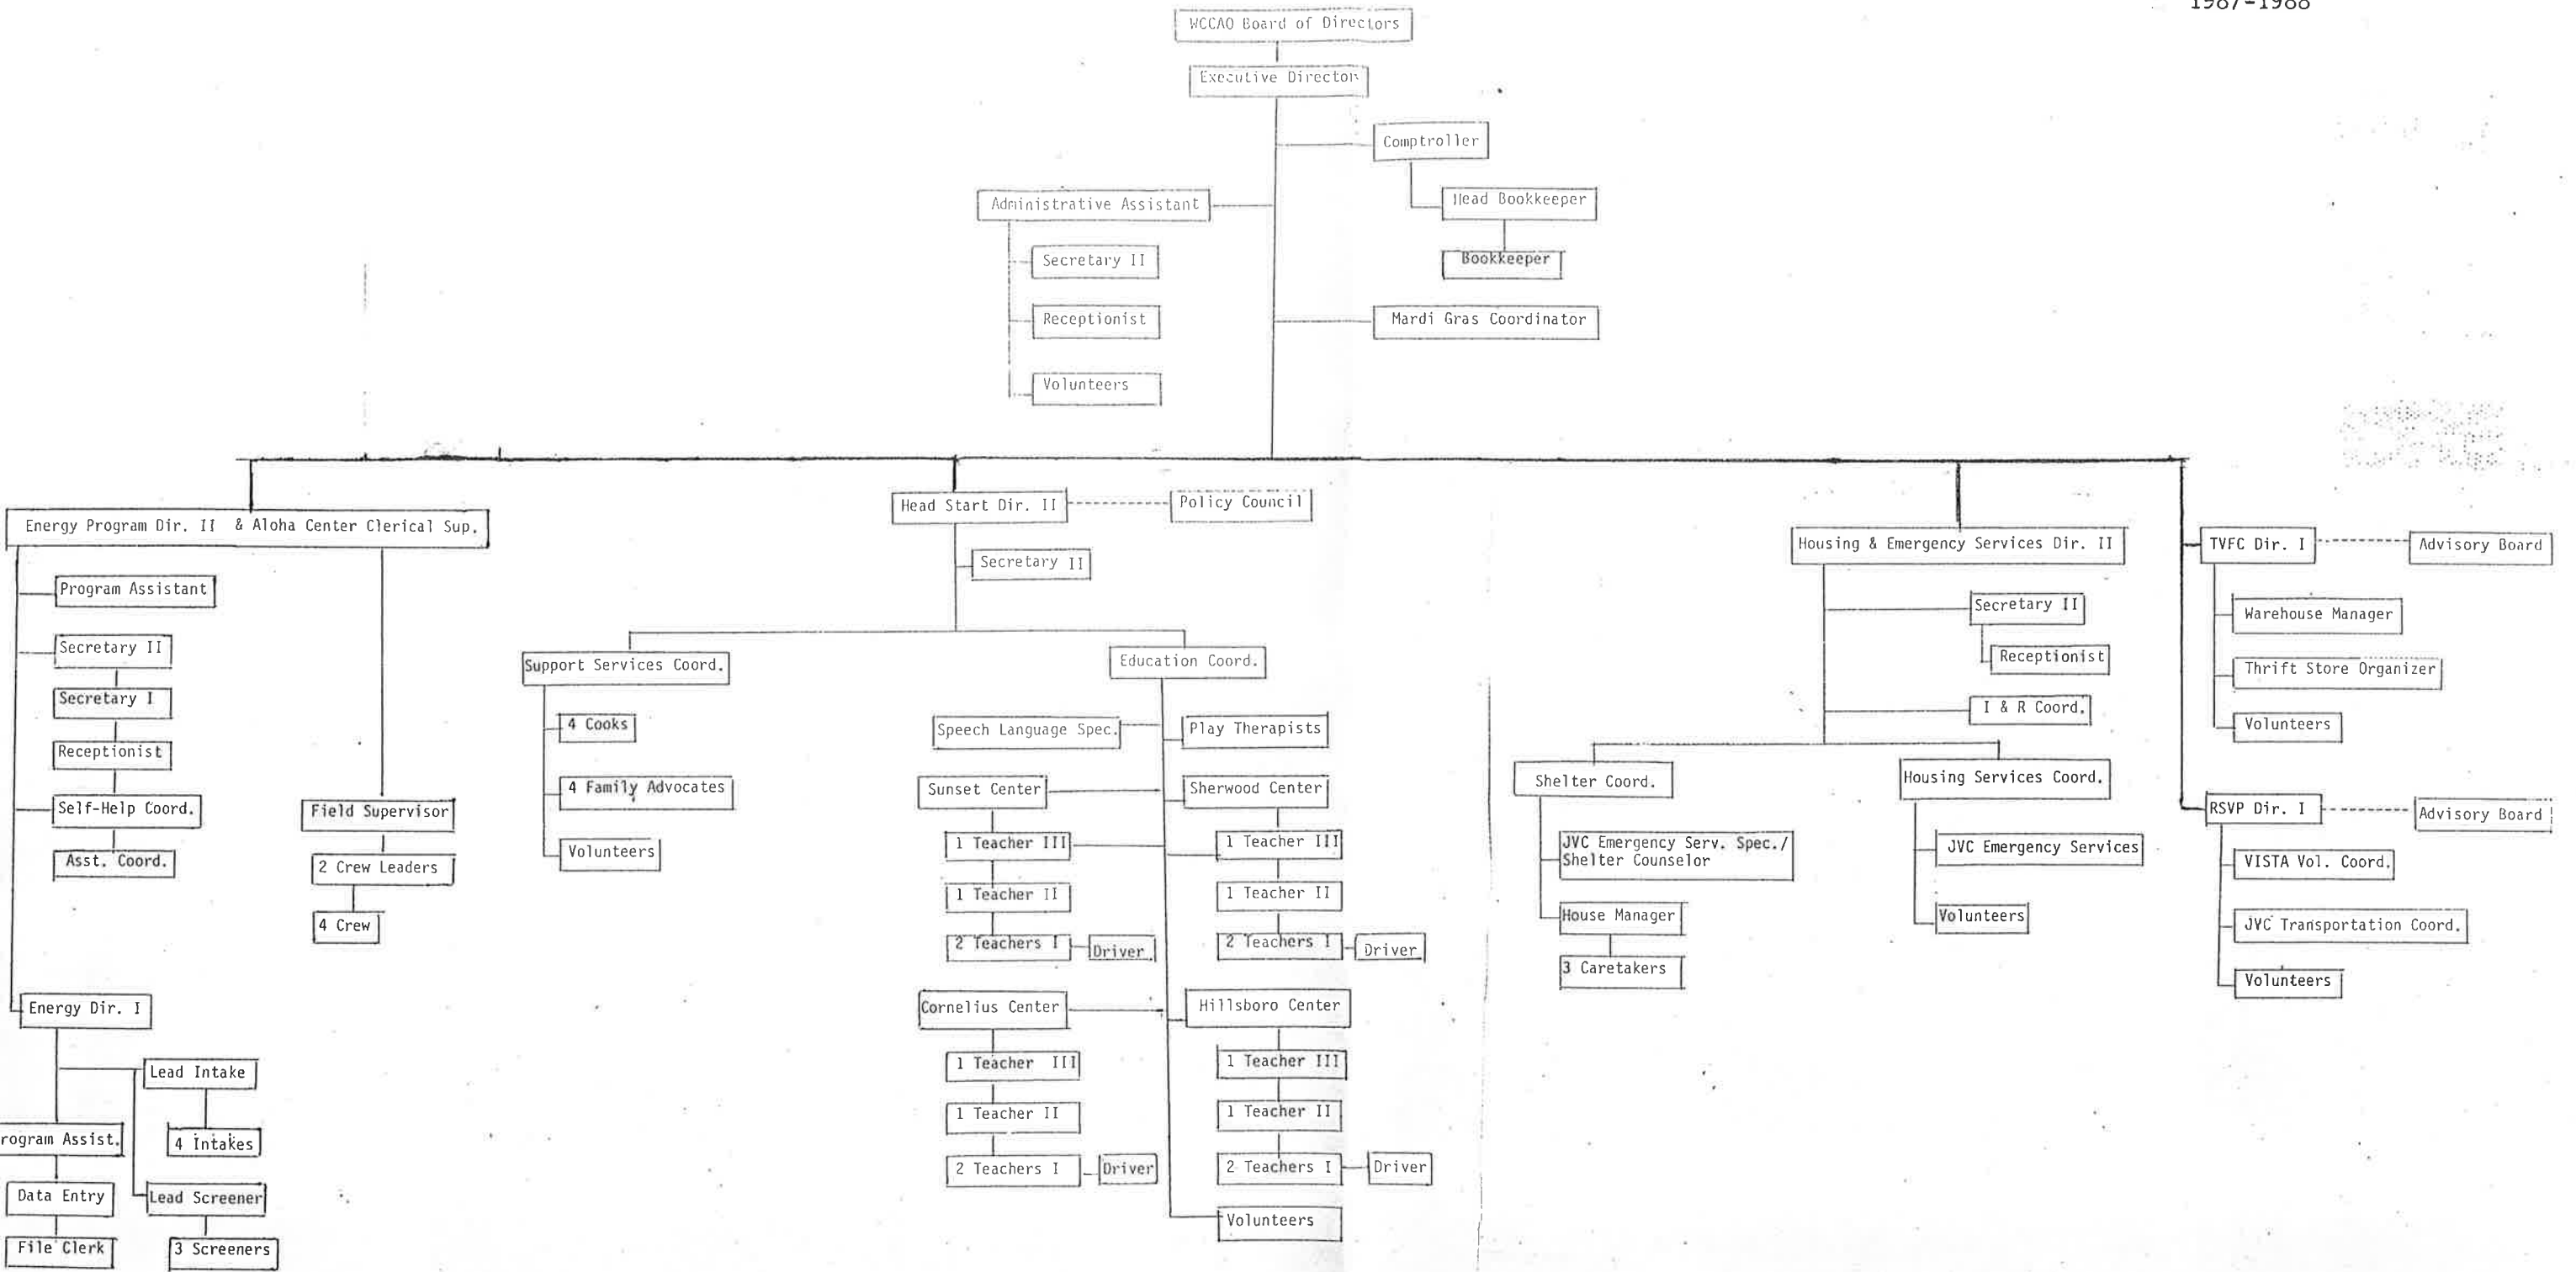 1987-1988
WCCAO Board of Directors
Executive Director
Comptroller
Administrative Assistant
Head Bookkeeper
Secretary II
Bookkeeper
Receptionist
Mardi Gras Coordinator
Volunteers
Energy Program Dir. II & Aloha Center Clerical Sup.
Program Assistant
Secretary II
Secretary I
Receptionist
Self-Help Coord.
Asst. Coord.
Field Supervisor
2 Crew Leaders
4 Crew
Energy Dir. I
Lead Intake
4 Intakes
rogram Assist.
Data Entry
File Clerk
Lead Screener
3 Screeners
Head Start Dir. II
Policy Council
Secretary II
Support Services Coord.
4 Cooks
4 Family Advocates
Volunteers
Education Coord.
Speech Language Spec.
Play Therapists
Sunset Center
1 Teacher III
1 Teacher II
2 Teachers I
Driver
Sherwood Center
1 Teacher III
1 Teacher II
2 Teachers I
Driver
Cornelius Center
1 Teacher III
1 Teacher II
2 Teachers I
Driver
Hillsboro Center
1 Teacher III
1 Teacher II
2 Teachers I
Driver
Volunteers
Housing & Emergency Services Dir. II
Secretary II
Receptionist
I & R Coord.
Shelter Coord.
JVC Emergency Serv. Spec./
Shelter Counselor
House Manager
3 Caretakers
Housing Services Coord.
JVC Emergency Services
Volunteers
TVFC Dir. I
Advisory Board
Warehouse Manager
Thrift Store Organizer
Volunteers
RSVP Dir. I
Advisory Board
VISTA Vol. Coord.
JVC Transportation Coord.
Volunteers